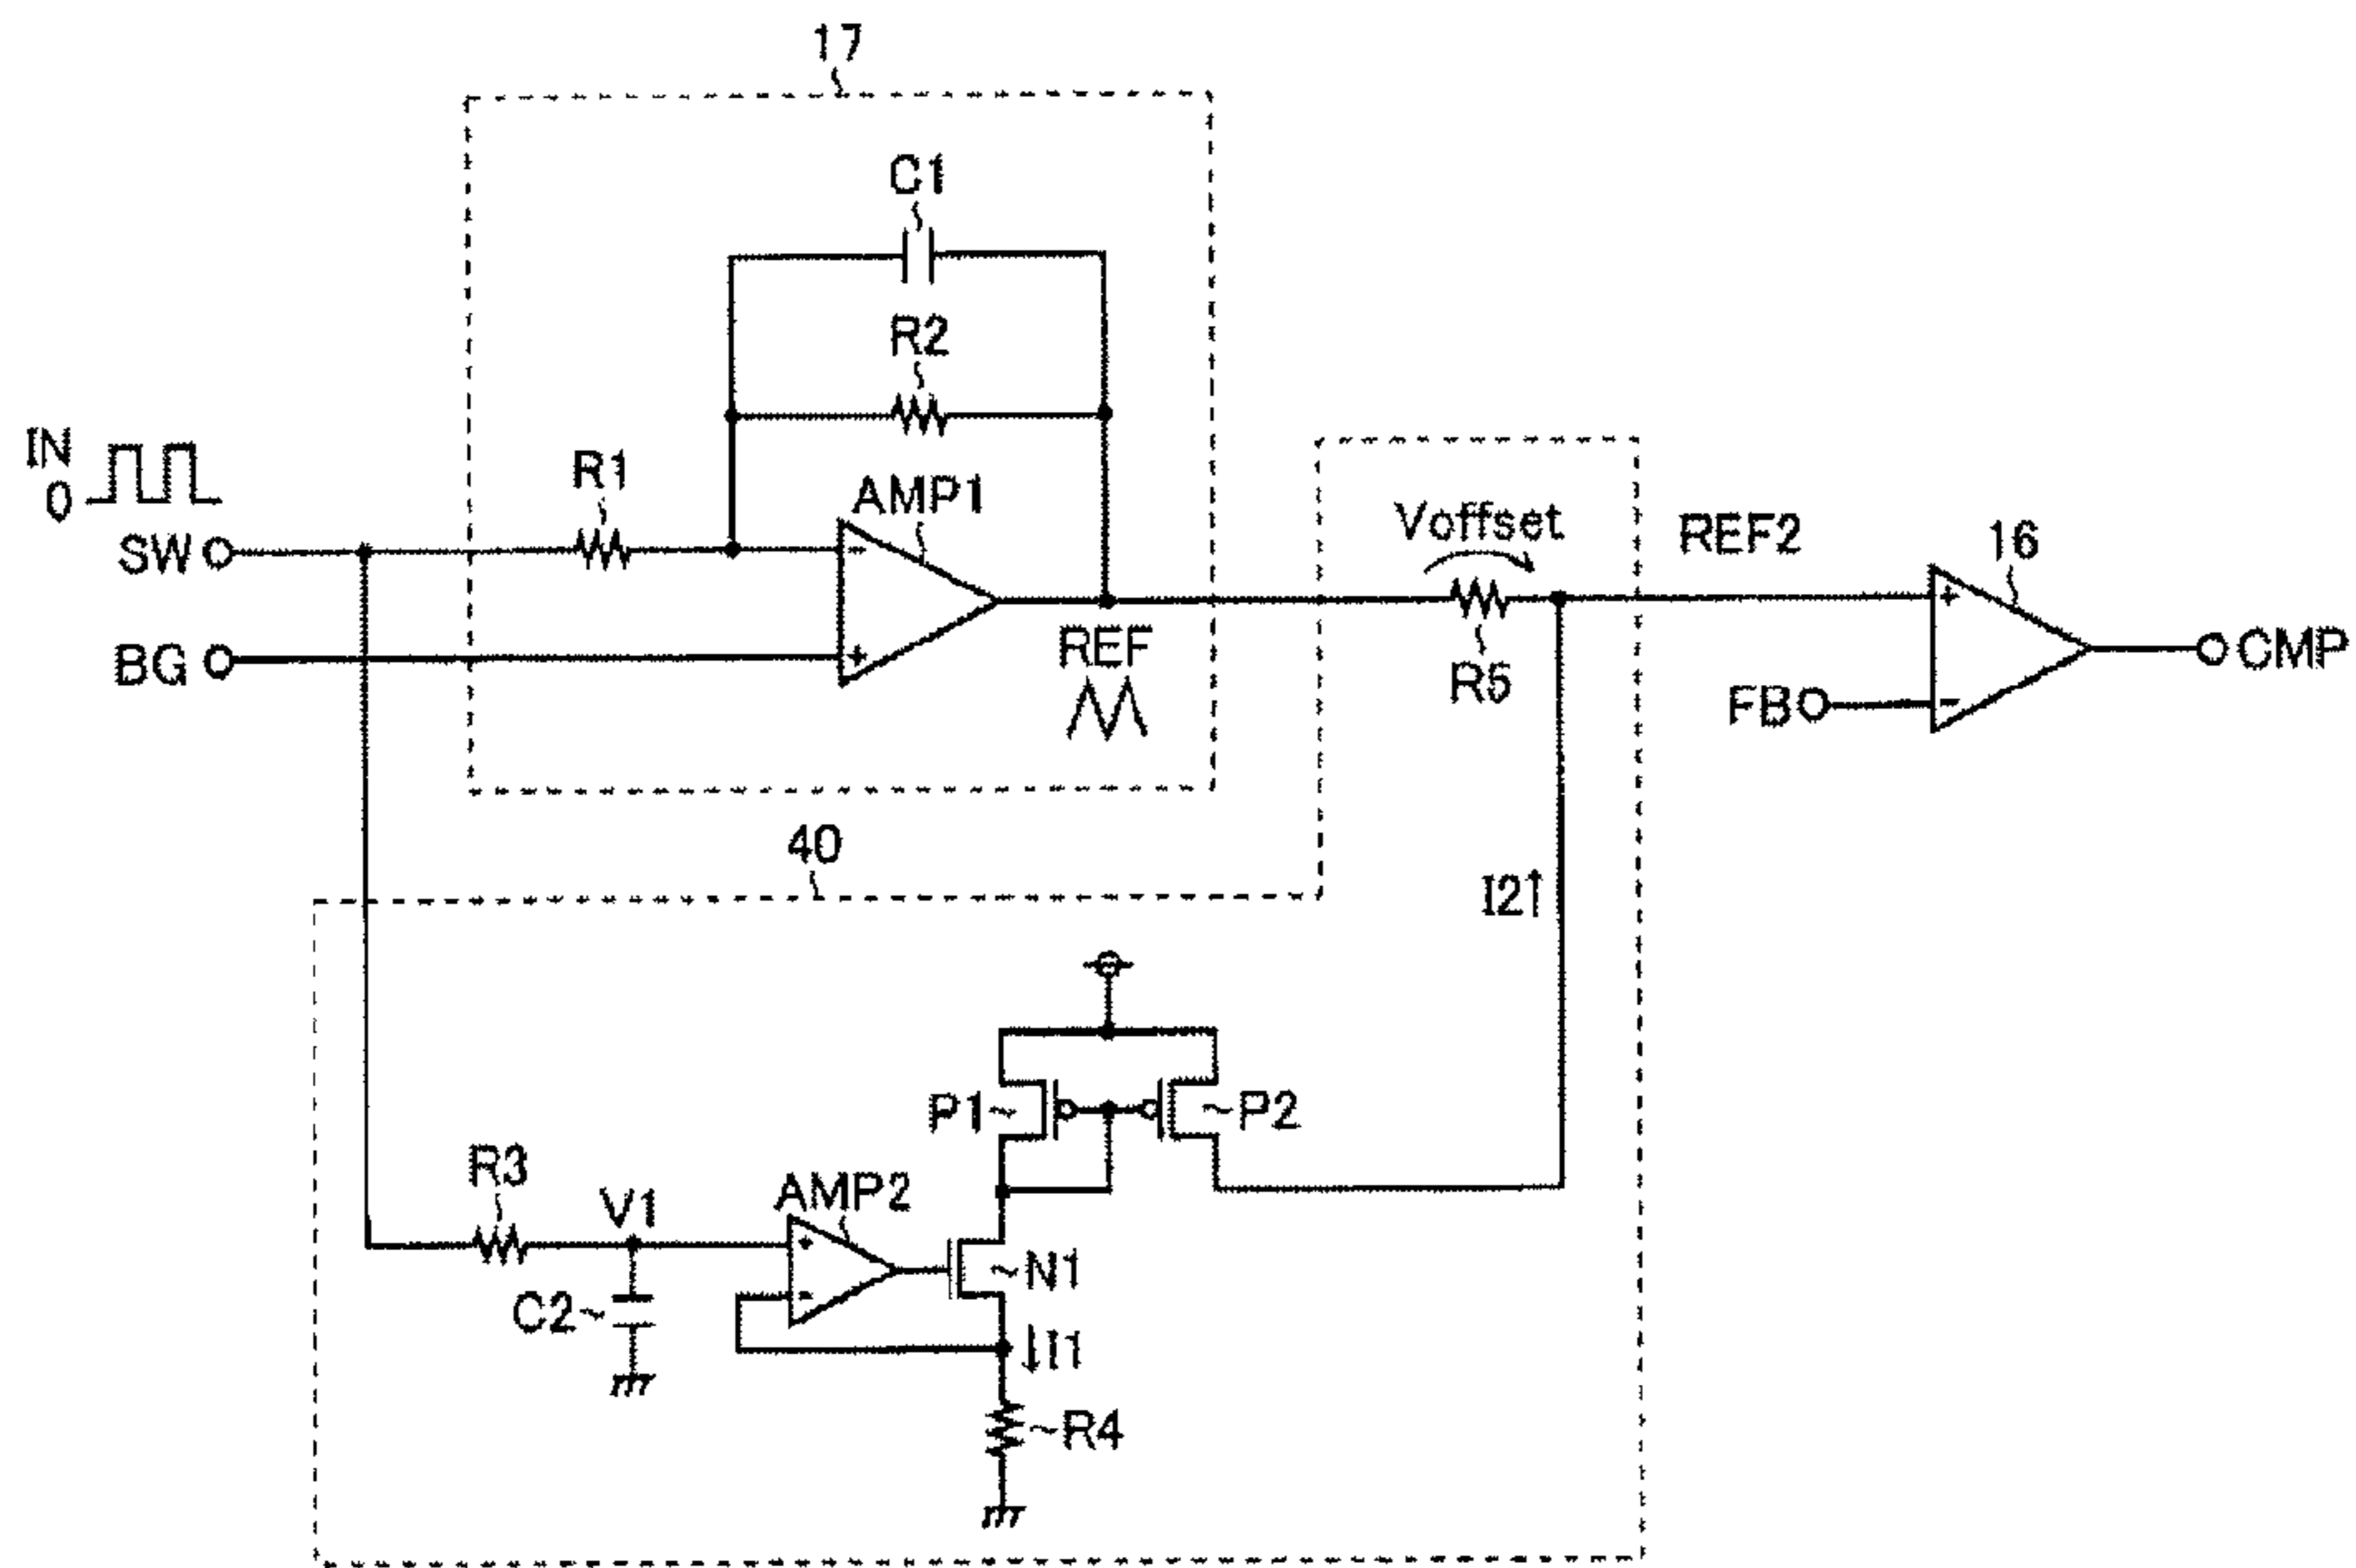 17
C1
R2
IN
0
R1
AMP1
Voffset
REF2
16
SW
BG
REF
R5
CMP
FB
40
I2
P1
P2
R3
V1
AMP2
N1
C2
I1
R4